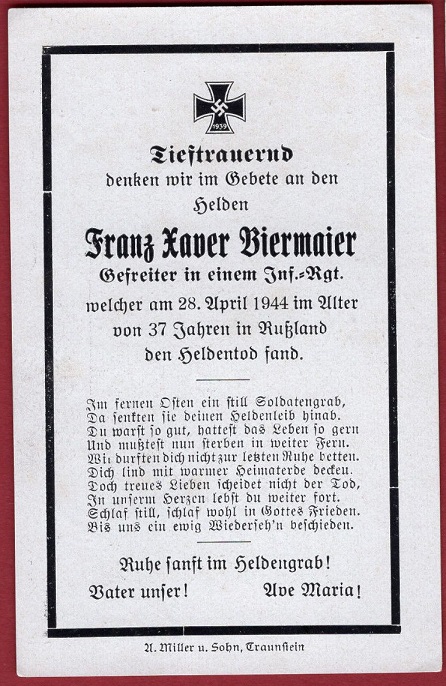 1939
Tieftrauernd
denken wir im Gebete an den
Helden
Franz Xaver Biermaier
Gefreiter in einem Inf.-Rgt.
welcher am 28. April 1944 im Alter
von 37 Jahren in Rußland
den Heldentod fand.
Im fernen Osten ein still Soldatengrab,
Da senkten sie deinen Heldenleib hinab.
Du warst so gut, hattest das Leben so gern
Und mußtest nun sterben in weiter Fern.
Wir durften dich nicht zur letzten Ruhe betten.
Dich lind mit warmer Heimaterde decken.
Doch treues Lieben scheidet nicht der Tod,
In unserm Herzen lebst du weiter fort.
Schlaf still, schlaf wohl in Gottes Frieden.
Bis uns ein ewig Wiederseh'n beschieden.
Ruhe sanft im Heldengrab!
Vater unser! Ave Maria!
A. Miller u. Sohn, Traunstein